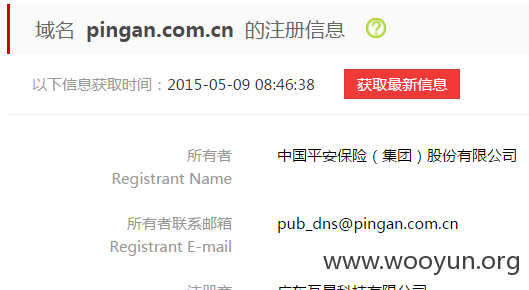 域名 pingan.com.cn 的注册信息 ?
以下信息获取时间：2015-05-09 08:46:38 获取最新信息
所有者 中国平安保险（集团）股份有限公司
Registrant Name
所有者联系邮箱 pub_dns@pingan.com.cn
Registrant E-mail
www.wooyun.org